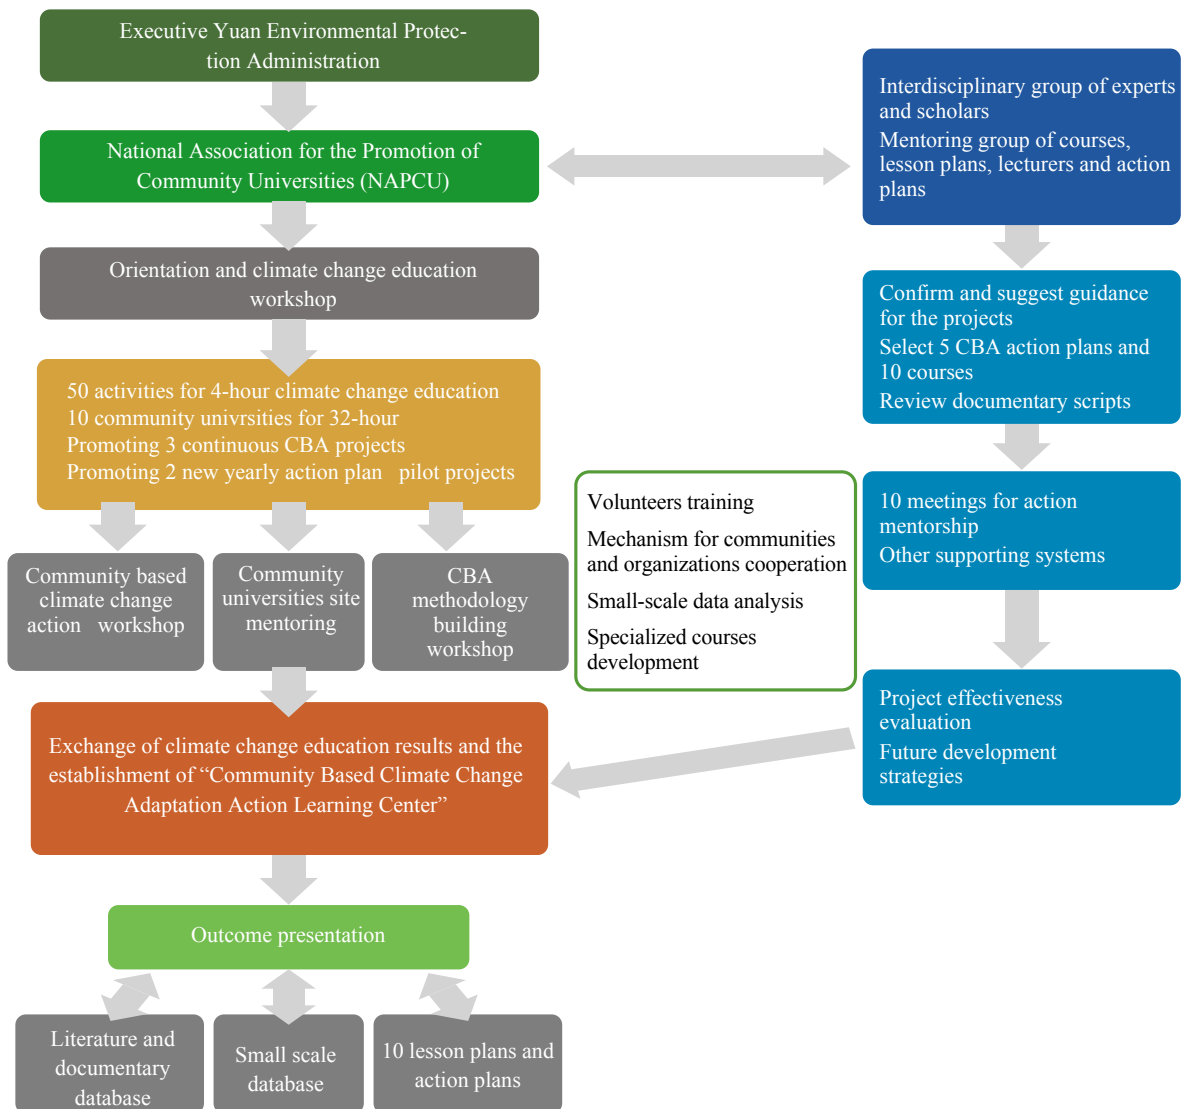 Executive Yuan Environmental Protec-
tion Administration
National Association for the Promotion of
Community Universities (NAPCU)
Orientation and climate change education
workshop
50 activities for 4-hour climate change education
10 community univrsities for 32-hour
Promoting 3 continuous CBA projects
Promoting 2 new yearly action plan pilot projects
Community based
climate change
action workshop
Community
universities site
mentoring
CBA
methodology
building
workshop
Exchange of climate change education results and the
establishment of “Community Based Climate Change
Adaptation Action Learning Center”
Outcome presentation
Literature and
documentary
database
Small scale
database
10 lesson plans and
action plans
Volunteers training
Mechanism for communities
and organizations cooperation
Small-scale data analysis
Specialized courses
development
Interdisciplinary group of experts
and scholars
Mentoring group of courses,
lesson plans, lecturers and action
plans
Confirm and suggest guidance
for the projects
Select 5 CBA action plans and
10 courses
Review documentary scripts
10 meetings for action
mentorship
Other supporting systems
Project effectiveness
evaluation
Future development
strategies